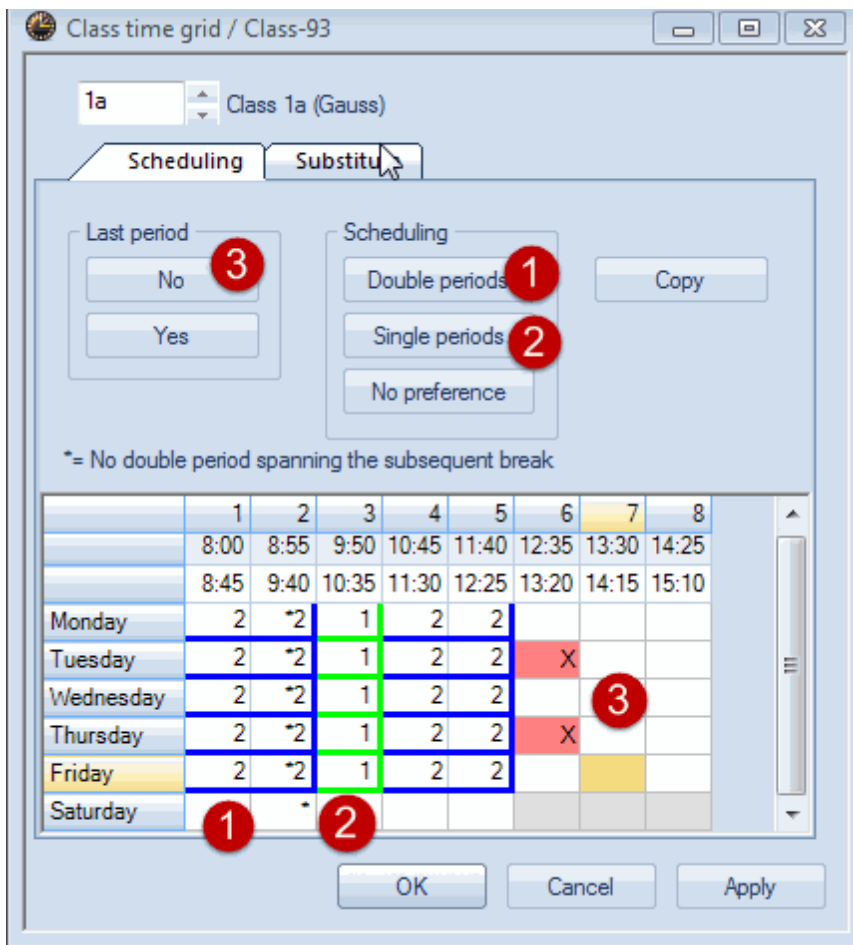 Class time grid / Class-93
1a Class 1a (Gauss)
Scheduling Substitu
Last period Scheduling
No 3 Double periods 1 Copy
Yes Single periods 2
No preference
*= No double period spanning the subsequent break
1 2 3 4 5 6 7 8
8:00 8:55 9:50 10:45 11:40 12:35 13:30 14:25
8:45 9:40 10:35 11:30 12:25 13:20 14:15 15:10
Monday 2 *2 1 2 2
Tuesday 2 *2 1 2 2 X
Wednesday 2 *2 1 2 2 3
Thursday 2 *2 1 2 2 X
Friday 2 *2 1 2 2
Saturday 1 * 2
OK Cancel Apply